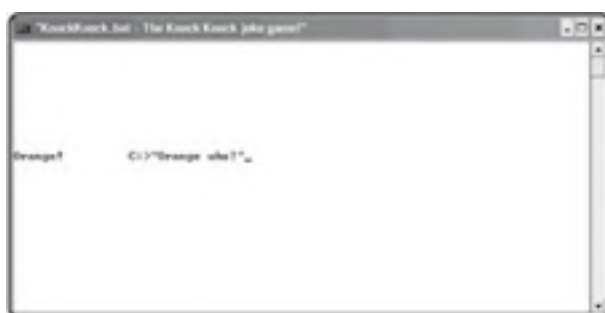 "KnockKnock.bat - The Knock Knock joke game!"
Orange! C:\>"Orange who?"_